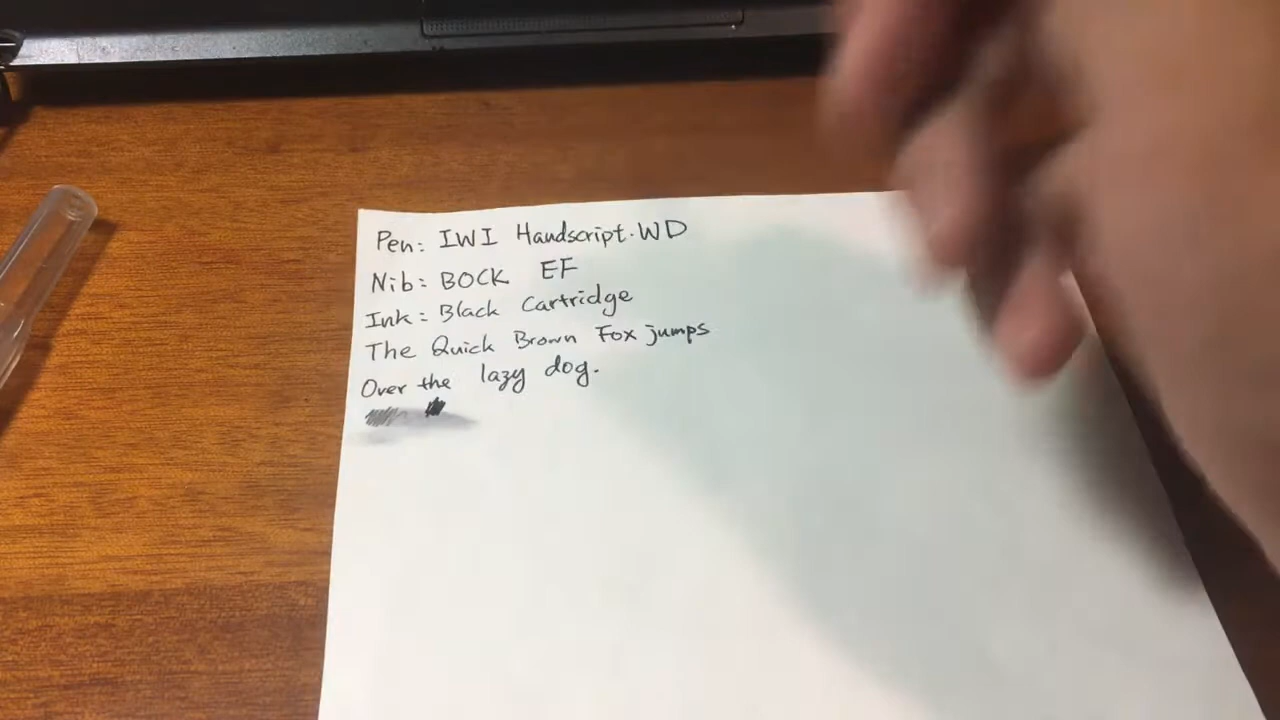 Pen: IWI Handscript.WD
Nib: BOCK EF
Ink: Black Cartridge
The Quick Brown Fox jumps
Over the lazy dog.